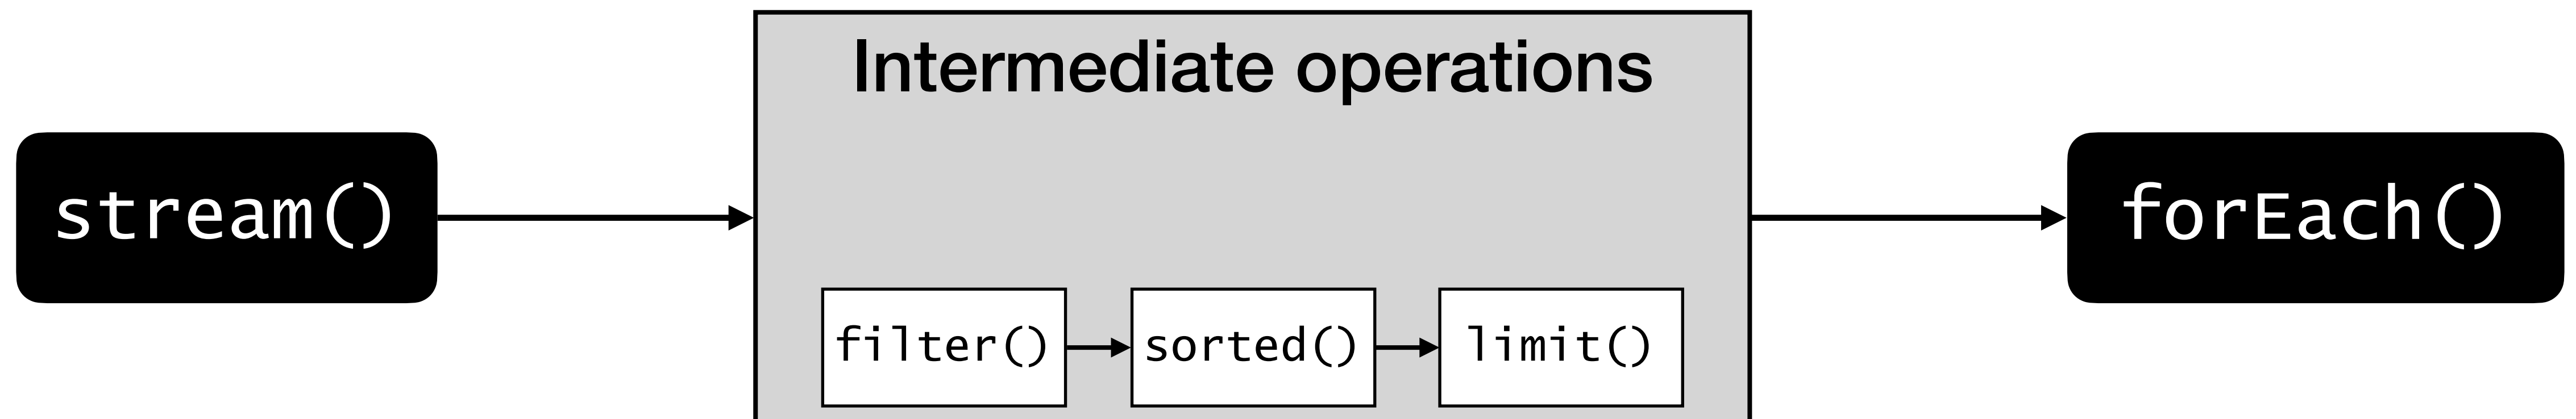 Intermediate operations
stream()
filter()
sorted()
limit()
forEach()